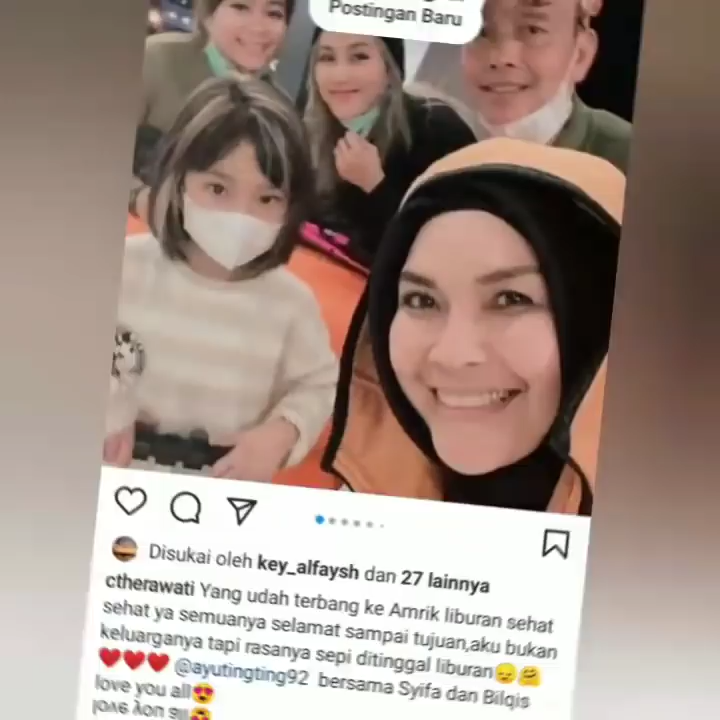 Postingan Baru
Disukai oleh key_alfaysh dan 27 lainnya
ctherawati Yang udah terbang ke Amrik liburan sehat
sehat ya semuanya selamat sampai tujuan,aku bukan
keluarganya tapi rasanya sepi ditinggal liburan😞🤗
❤️❤️❤️ @ayutingting92 bersama Syifa dan Bilqis
love you all😍